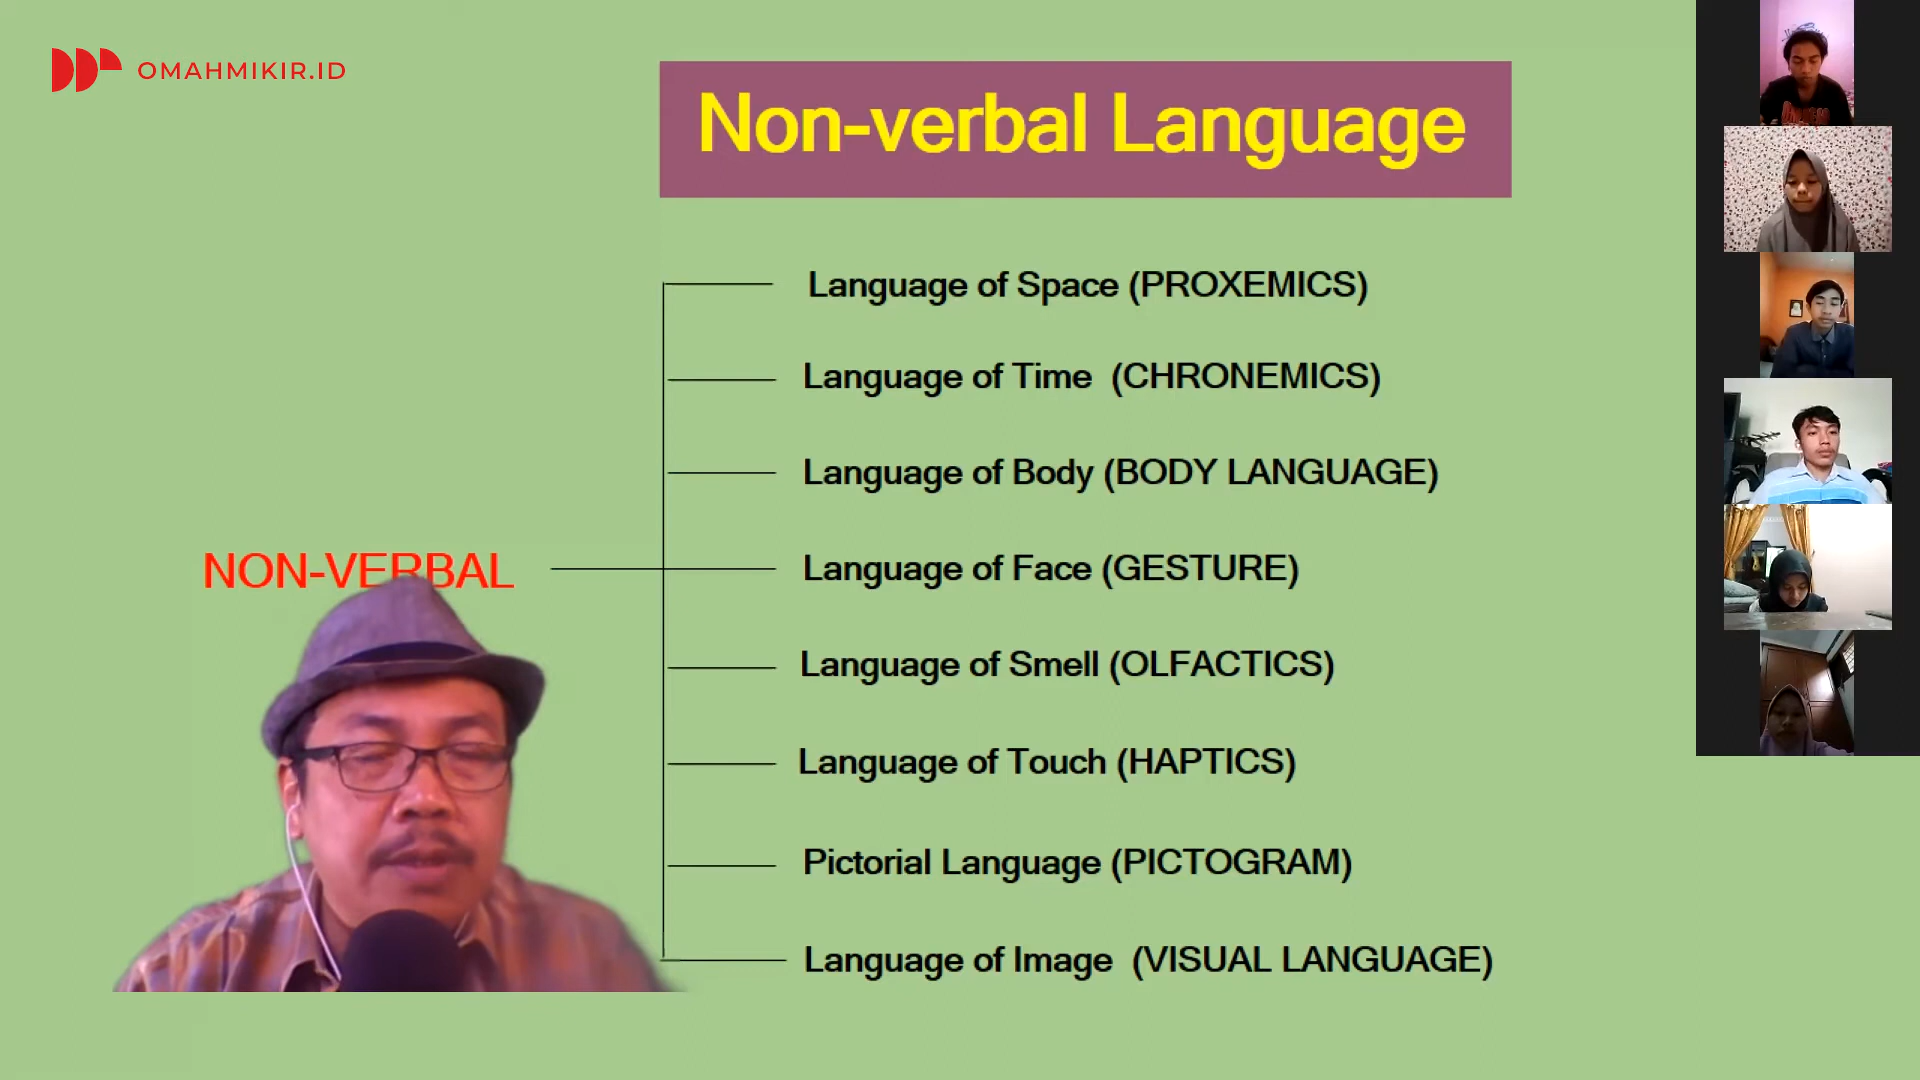 OMAHMIKIR.ID
Non-verbal Language
Language of Space (PROXEMICS)
Language of Time (CHRONEMICS)
Language of Body (BODY LANGUAGE)
NON-VERBAL
Language of Face (GESTURE)
Language of Smell (OLFACTICS)
Language of Touch (HAPTICS)
Pictorial Language (PICTOGRAM)
Language of Image (VISUAL LANGUAGE)